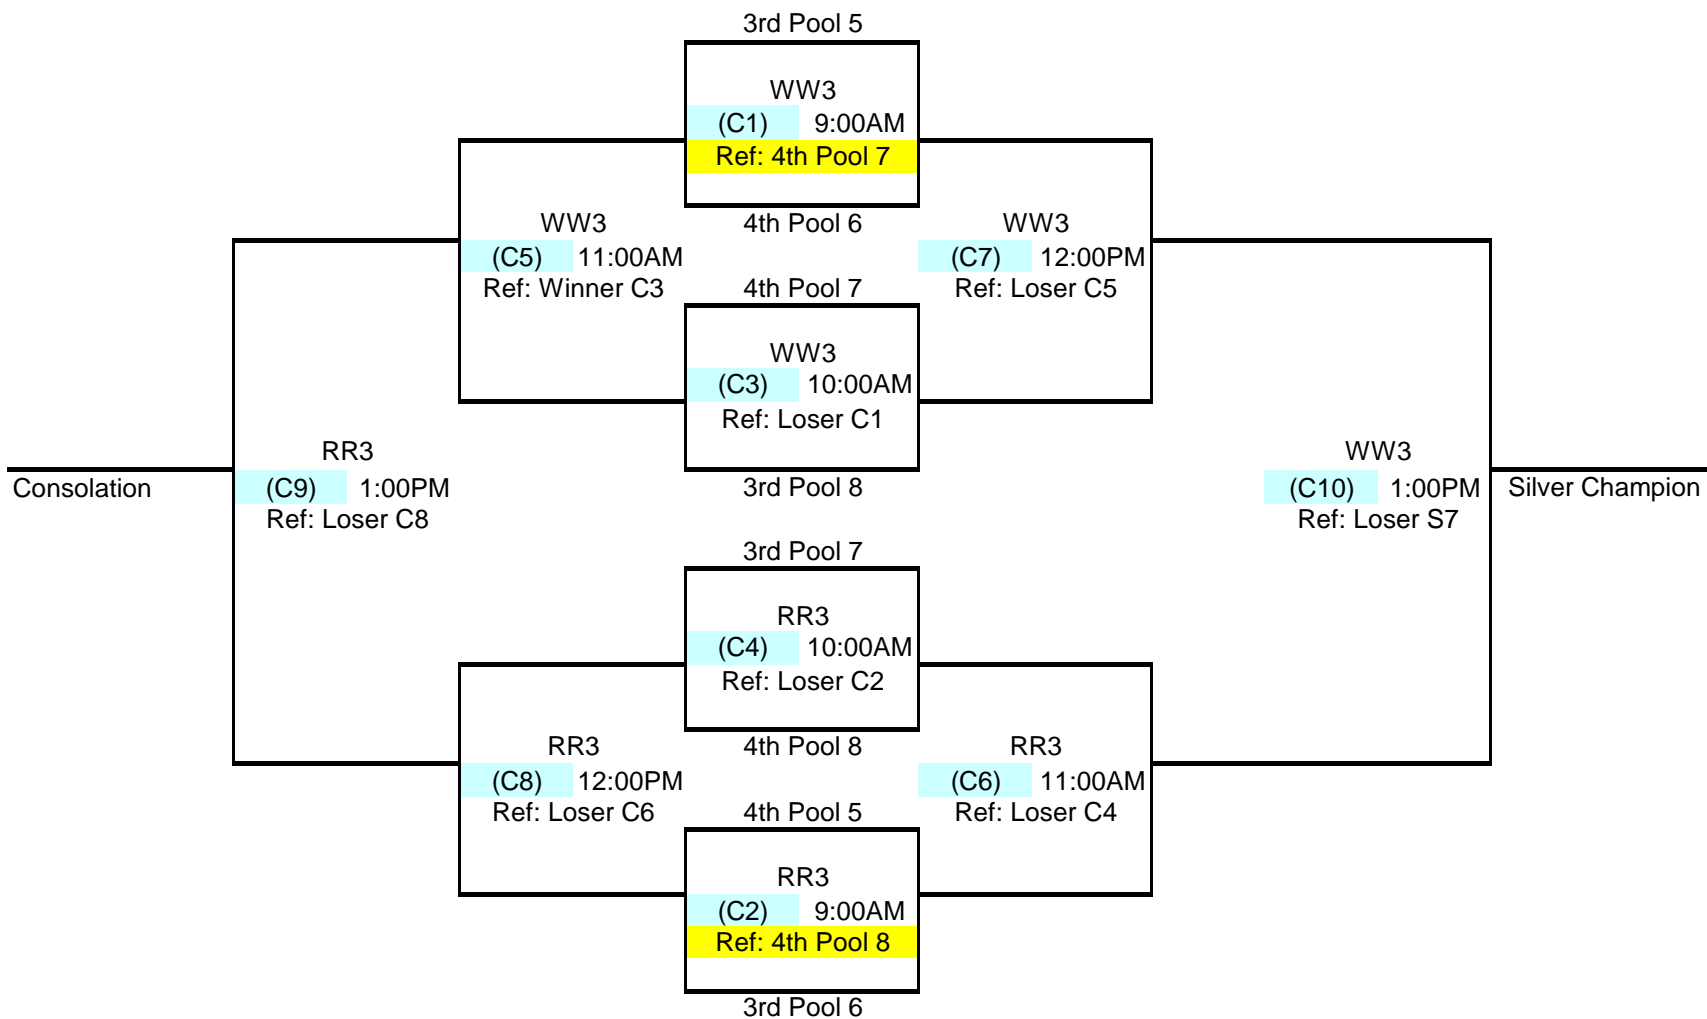 3rd Pool 5
WW3
(C1) 9:00AM
Ref: 4th Pool 7
4th Pool 6
WW3
(C5) 11:00AM
Ref: Winner C3
WW3
(C7) 12:00PM
Ref: Loser C5
4th Pool 7
WW3
(C3) 10:00AM
Ref: Loser C1
3rd Pool 8
Consolation
RR3
(C9) 1:00PM
Ref: Loser C8
WW3
(C10) 1:00PM
Ref: Loser S7
Silver Champion
3rd Pool 7
RR3
(C4) 10:00AM
Ref: Loser C2
4th Pool 8
RR3
(C8) 12:00PM
Ref: Loser C6
RR3
(C6) 11:00AM
Ref: Loser C4
4th Pool 5
RR3
(C2) 9:00AM
Ref: 4th Pool 8
3rd Pool 6